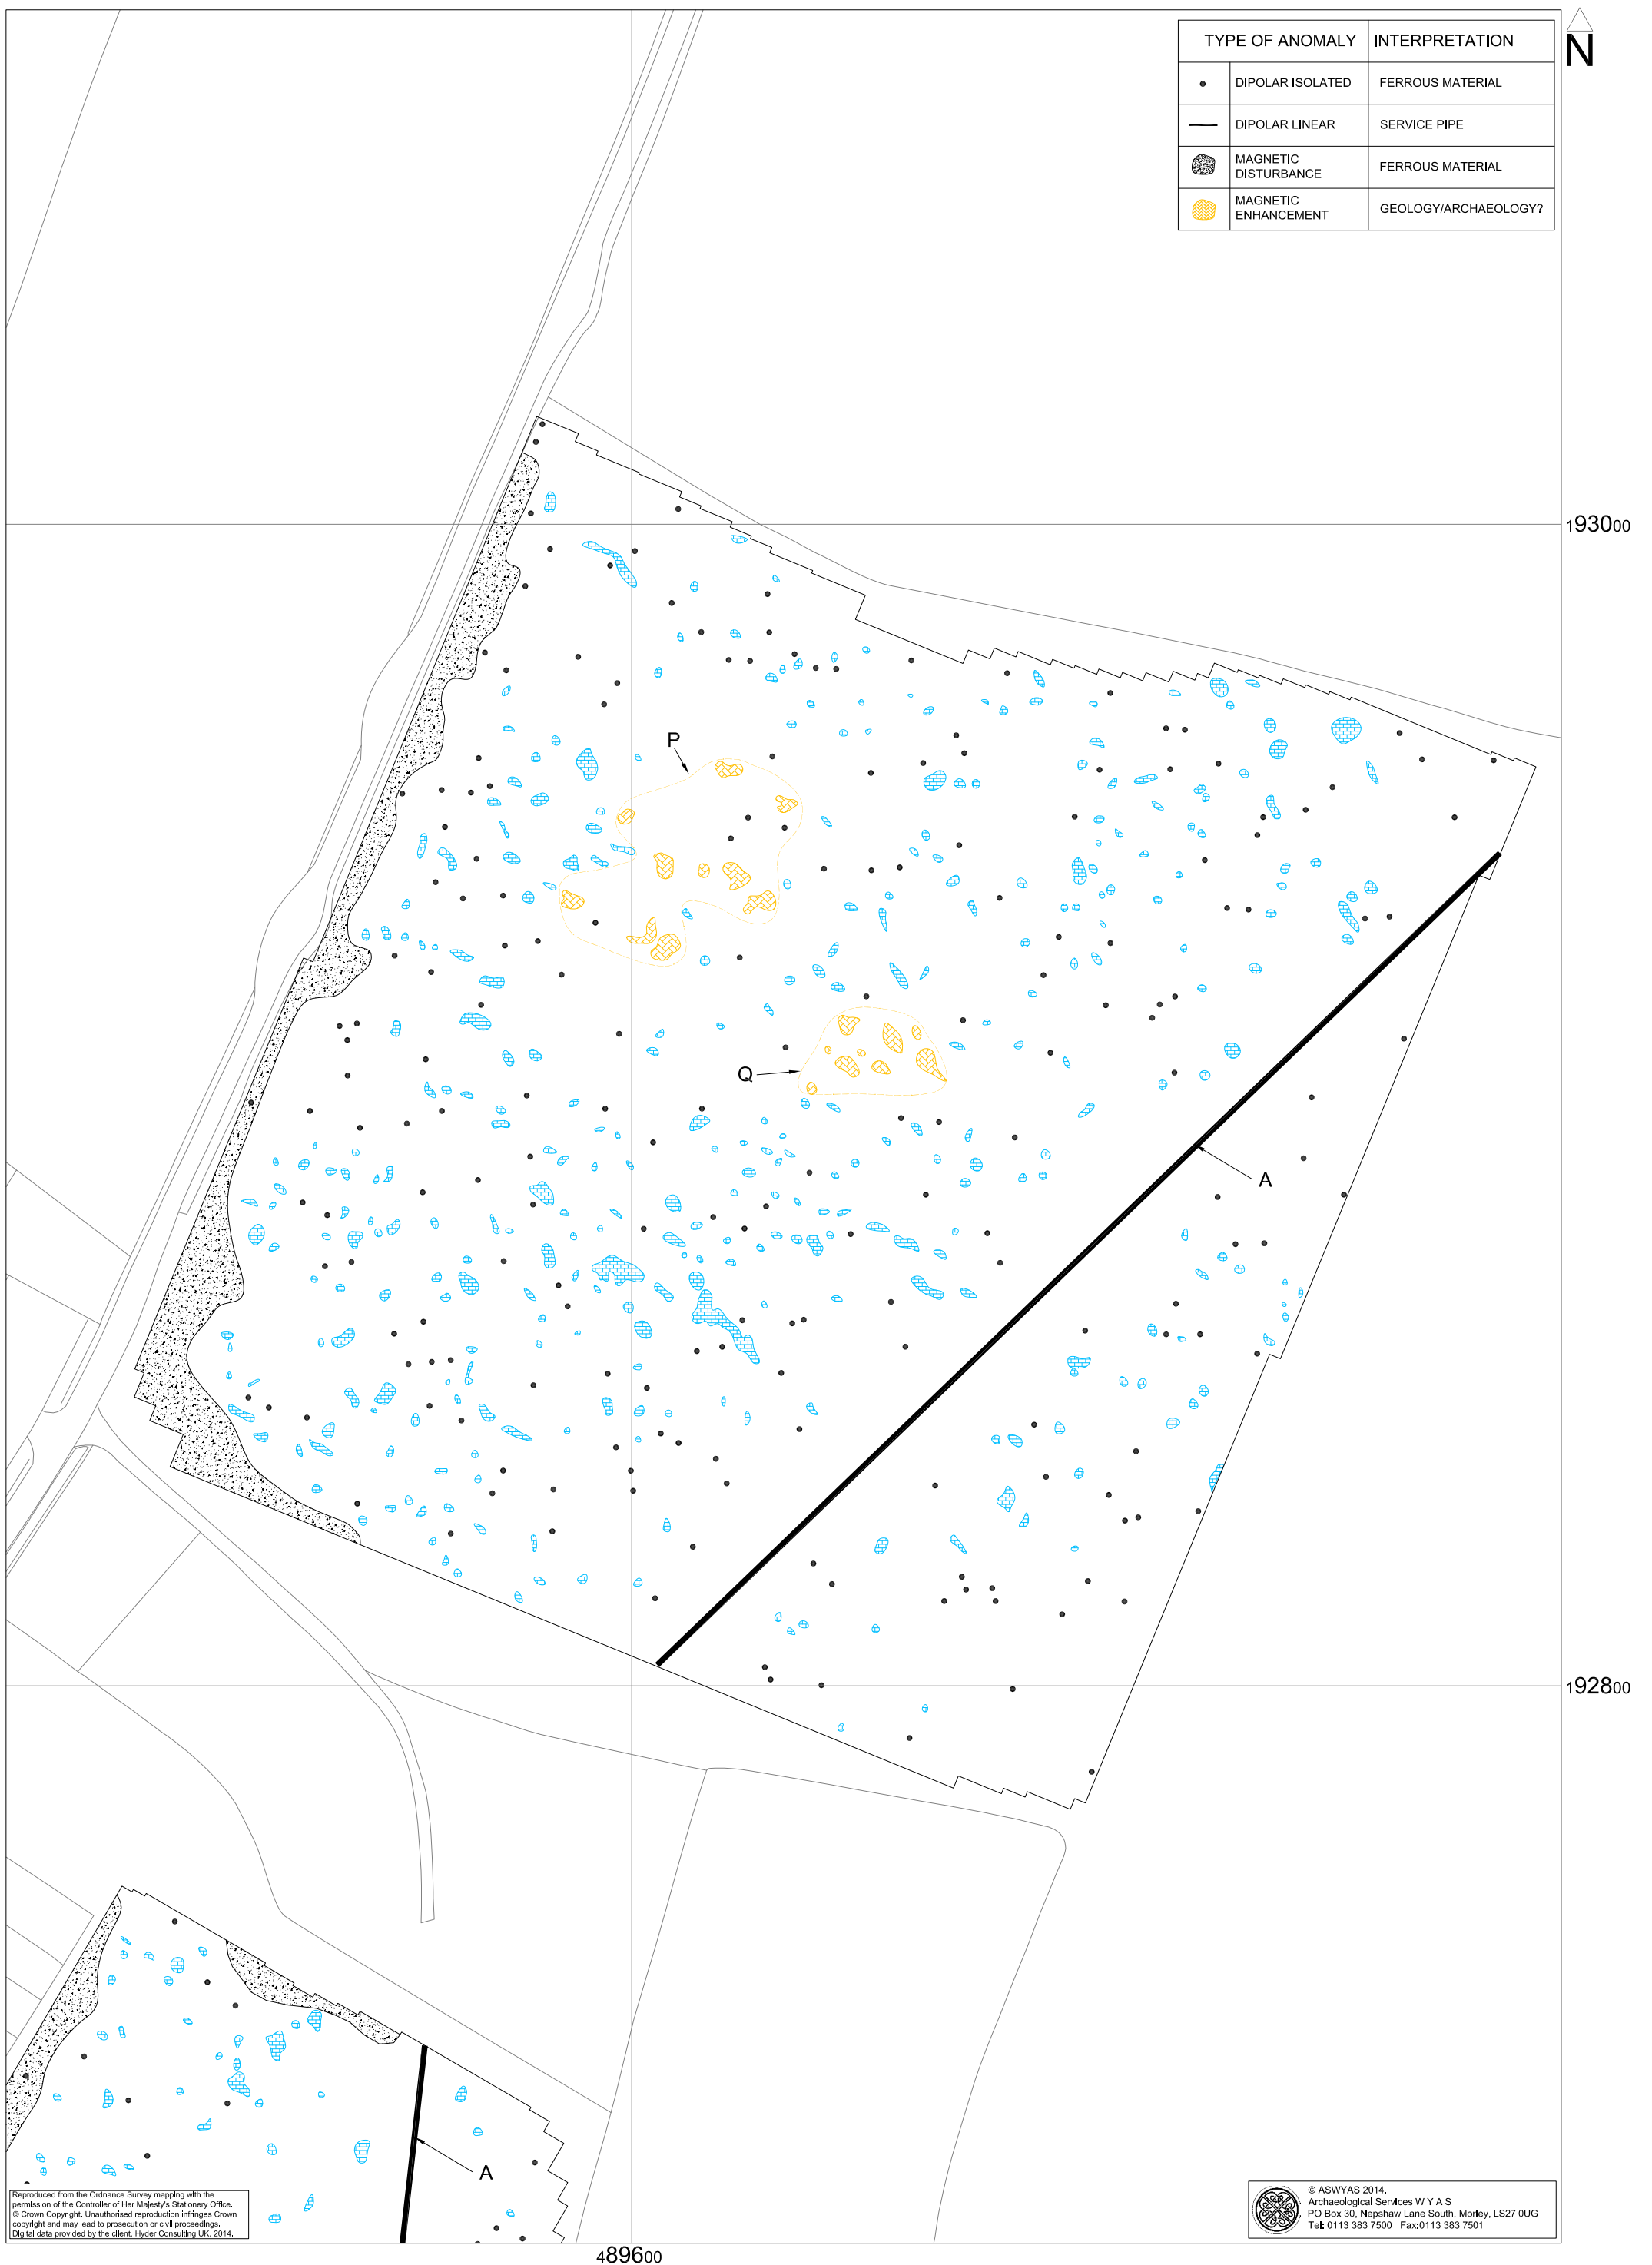 TYPE OF ANOMALY INTERPRETATION
DIPOLAR ISOLATED FERROUS MATERIAL
DIPOLAR LINEAR SERVICE PIPE
MAGNETIC DISTURBANCE FERROUS MATERIAL
MAGNETIC ENHANCEMENT GEOLOGY/ARCHAEOLOGY?
N
193000
P
Q
A
192800
A
Reproduced from the Ordnance Survey mapping with the
permission of the Controller of Her Majesty's Stationery Office.
© Crown Copyright. Unauthorised reproduction infringes Crown
copyright and may lead to prosecution or civil proceedings.
Digital data provided by the client, Hyder Consulting UK, 2014.
© ASWYAS 2014.
Archaeological Services W Y A S
PO Box 30, Nepshaw Lane South, Morley, LS27 0UG
Tel: 0113 383 7500 Fax:0113 383 7501
489600